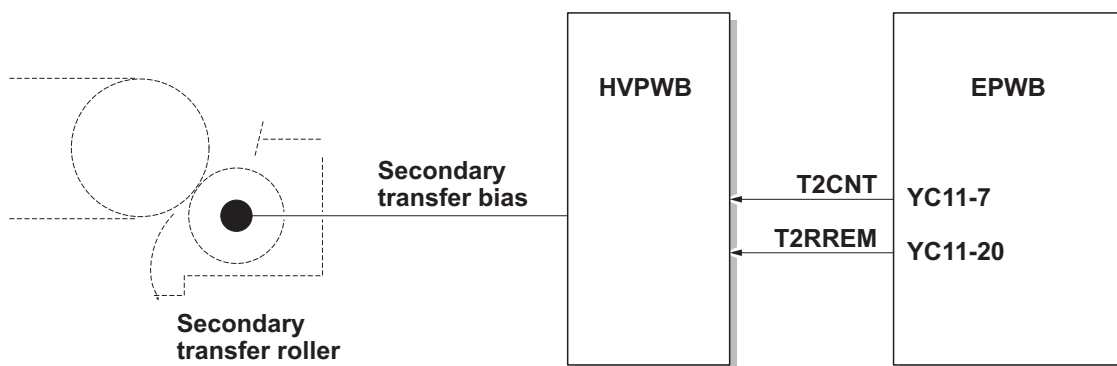 HVPWB
EPWB
Secondary
transfer bias
T2CNT
YC11-7
T2RREM
YC11-20
Secondary
transfer roller